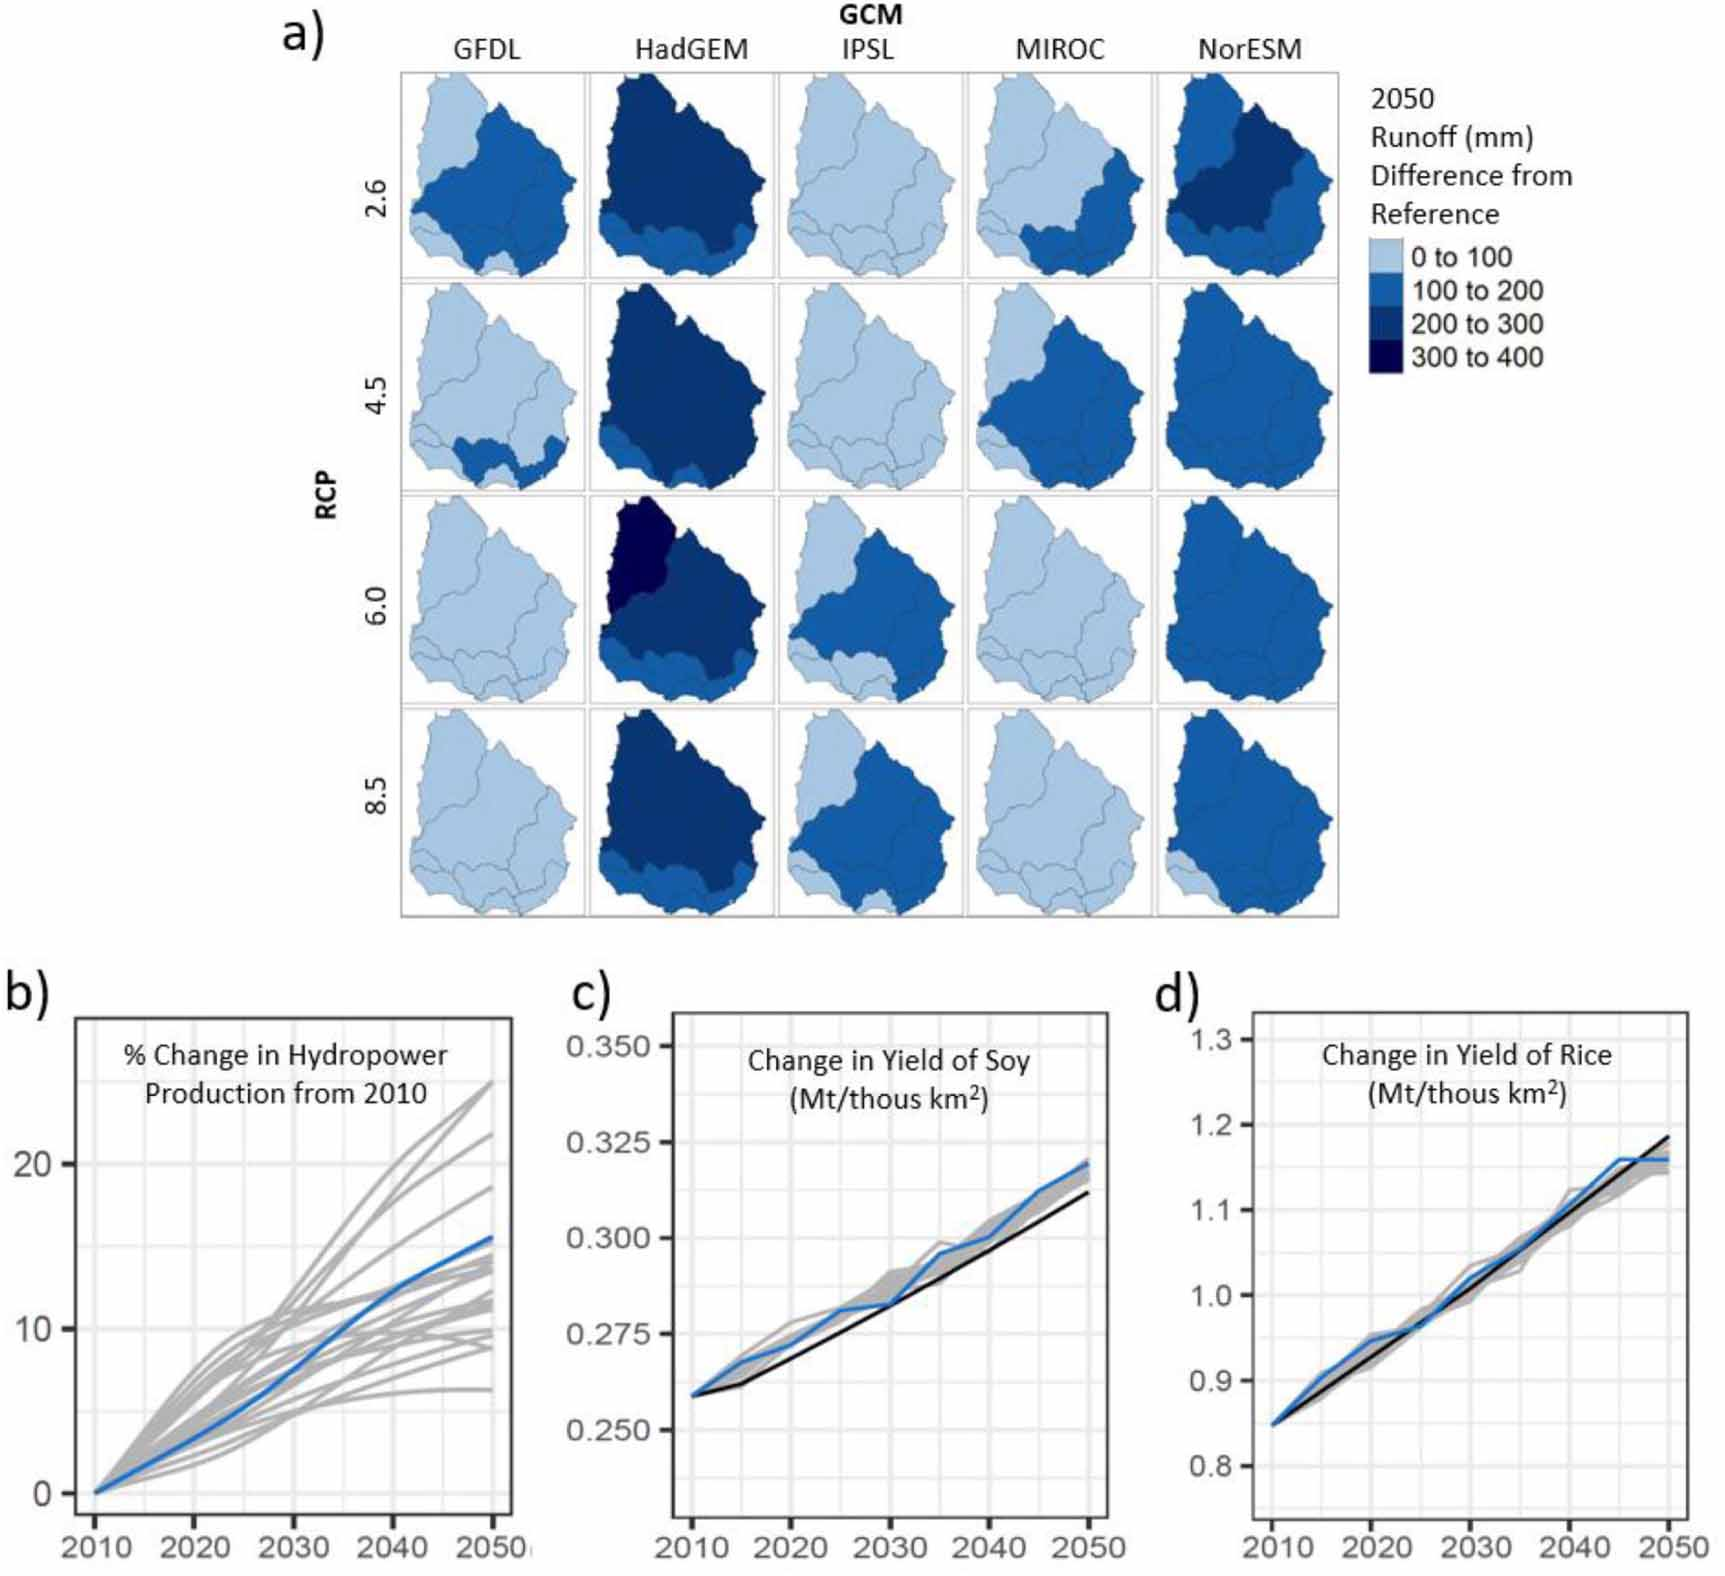 a)
GCM
GFDL HadGEM IPSL MIROC NorESM
2050
Runoff (mm)
Difference from
Reference
0 to 100
100 to 200
200 to 300
300 to 400
RCP
2.6
4.5
6.0
8.5
b)
% Change in Hydropower
Production from 2010
20
10
0
2010 2020 2030 2040 2050
c)
Change in Yield of Soy
(Mt/thous km²)
0.350
0.325
0.300
0.275
0.250
2010 2020 2030 2040 2050
d)
Change in Yield of Rice
(Mt/thous km²)
1.3
1.2
1.1
1.0
0.9
0.8
2010 2020 2030 2040 2050